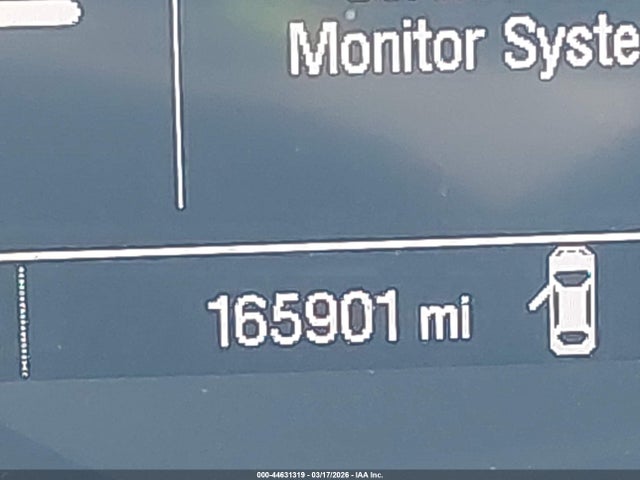 Monitor Syste
165901 mi
000-44631319 - 03/17/2026 - IAA Inc.